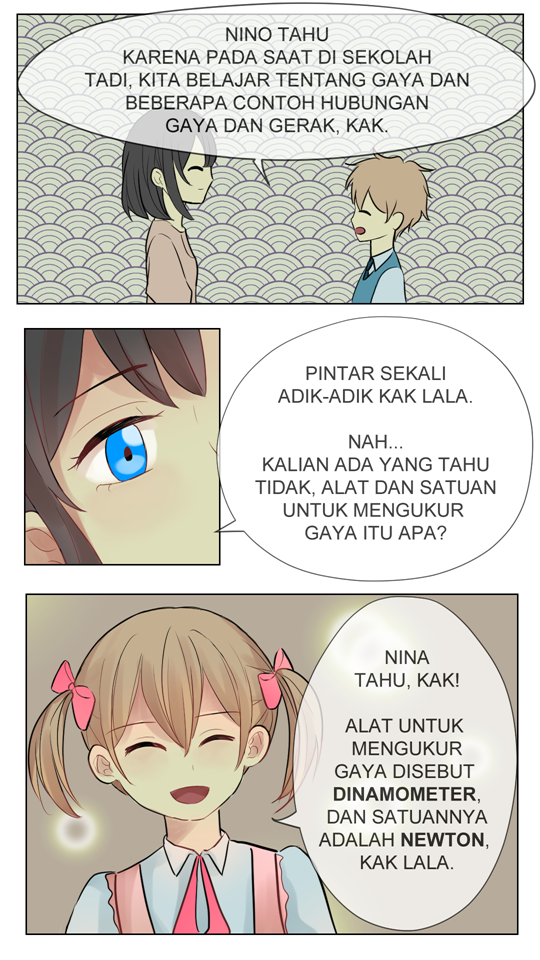 NINO TAHU
KARENA PADA SAAT DI SEKOLAH
TADI, KITA BELAJAR TENTANG GAYA DAN
BEBERAPA CONTOH HUBUNGAN
GAYA DAN GERAK, KAK.
PINTAR SEKALI
ADIK-ADIK KAK LALA.
NAH...
KALIAN ADA YANG TAHU
TIDAK, ALAT DAN SATUAN
UNTUK MENGUKUR
GAYA ITU APA?
NINA
TAHU, KAK!
ALAT UNTUK
MENGUKUR
GAYA DISEBUT
DINAMOMETER,
DAN SATUANNYA
ADALAH NEWTON,
KAK LALA.